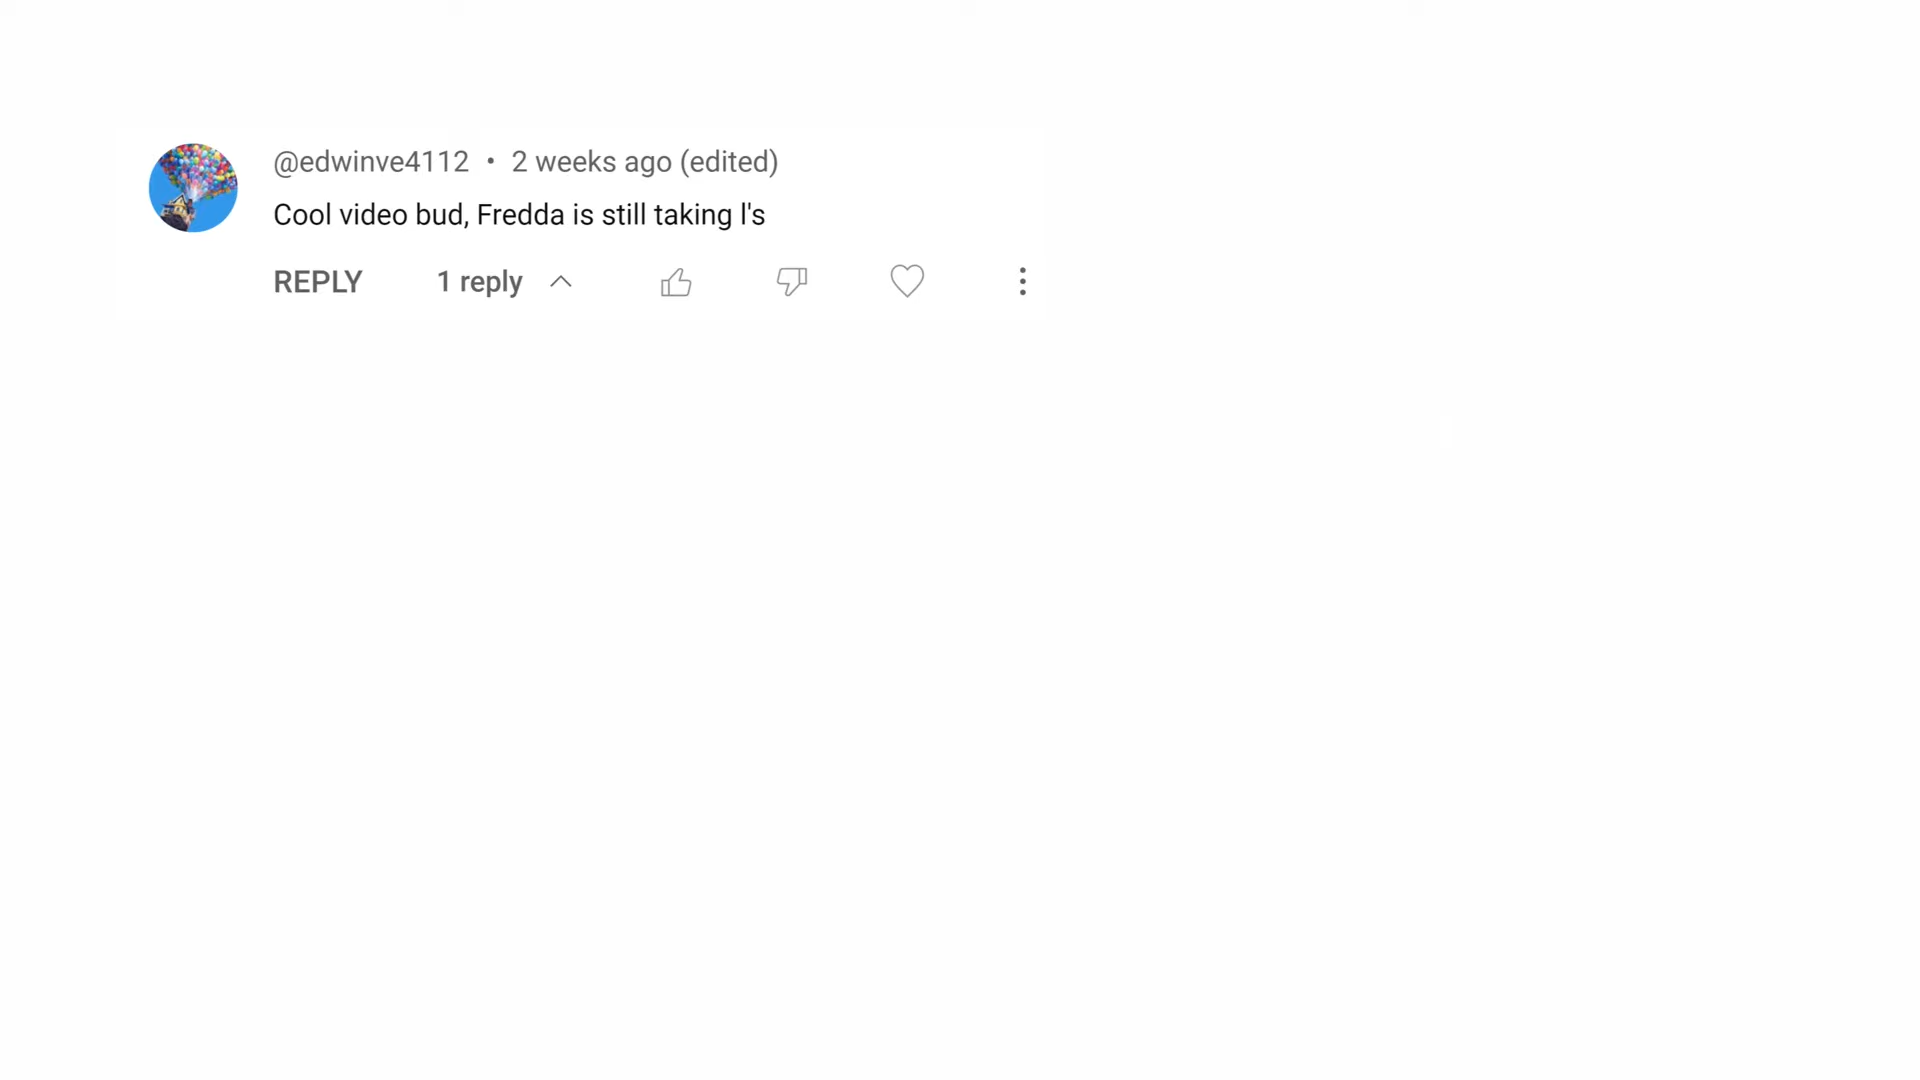 @edwinve4112 • 2 weeks ago (edited)
Cool video bud, Fredda is still taking l's
REPLY 1 reply